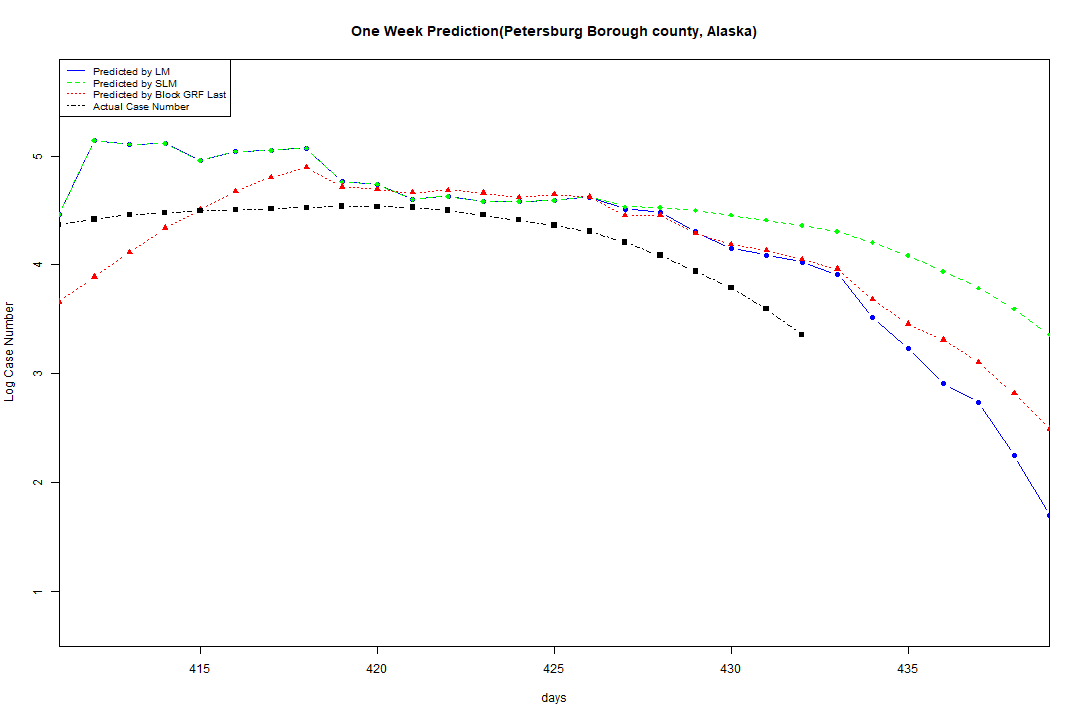 One Week Prediction(Petersburg Borough county, Alaska)
Predicted by LM
Predicted by SLM
Predicted by Block GRF Last
Actual Case Number
5
4
3
2
1
Log Case Number
415
420
425
430
435
days